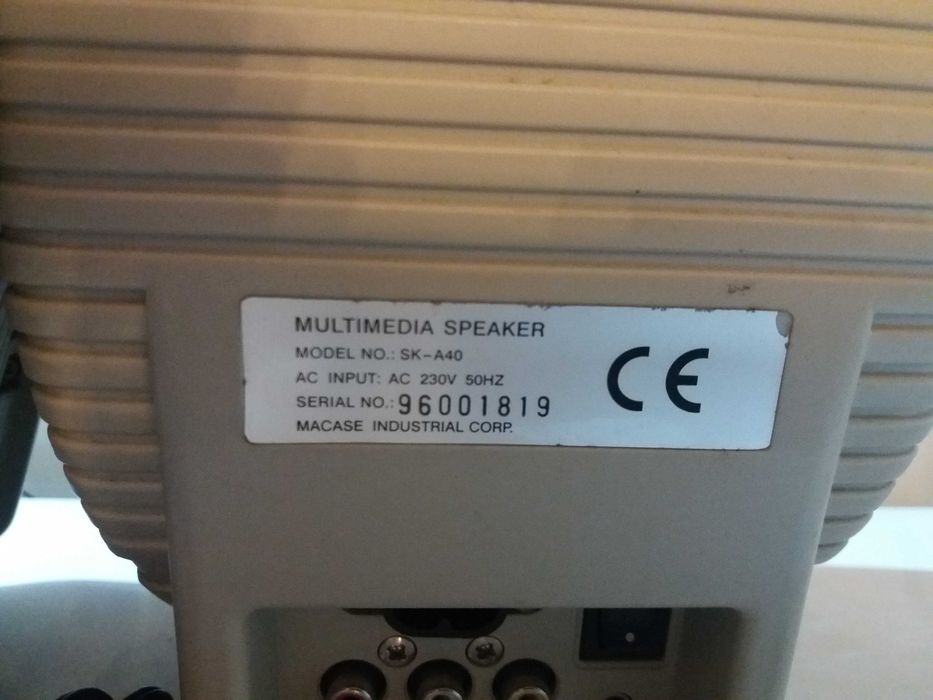 MULTIMEDIA SPEAKER
MODEL NO.: SK-A40
AC INPUT: AC 230V 50HZ
SERIAL NO.: 96001819
MACASE INDUSTRIAL CORP.
CE